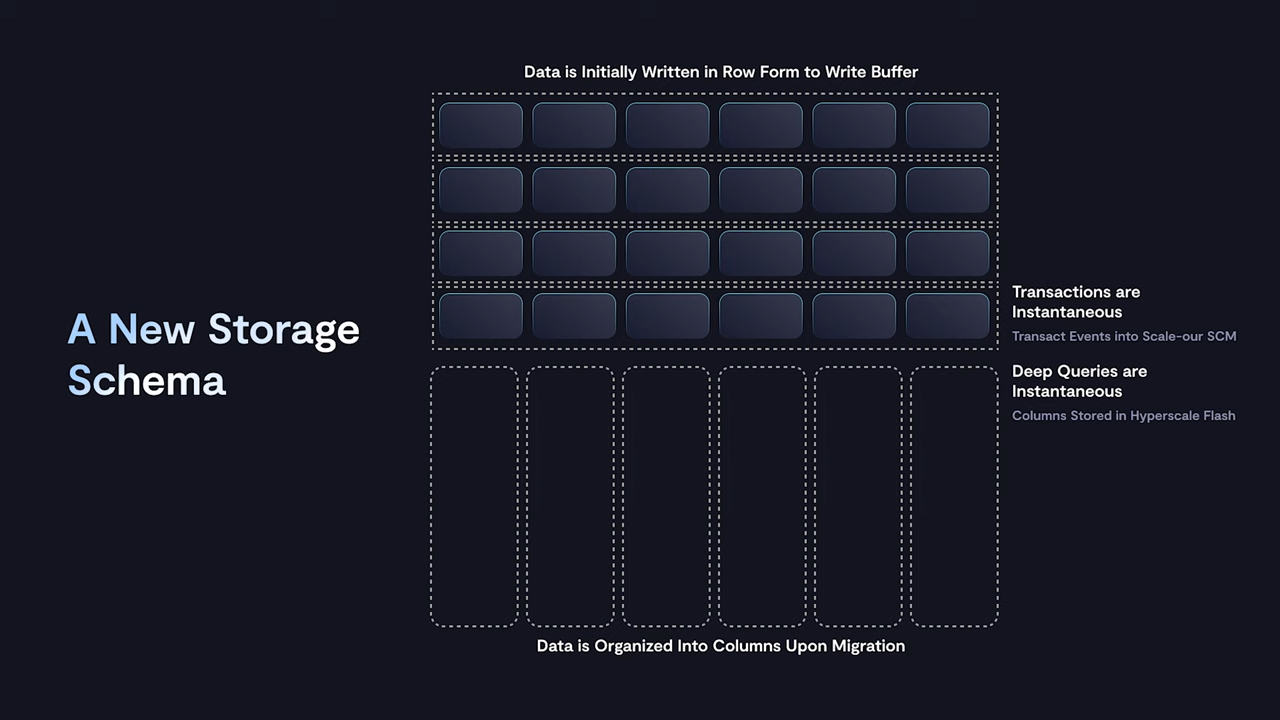 Data is Initially Written in Row Form to Write Buffer
A New Storage
Schema
Transactions are
Instantaneous
Transact Events into Scale-our SCM
Deep Queries are
Instantaneous
Columns Stored in Hyperscale Flash
Data is Organized Into Columns Upon Migration